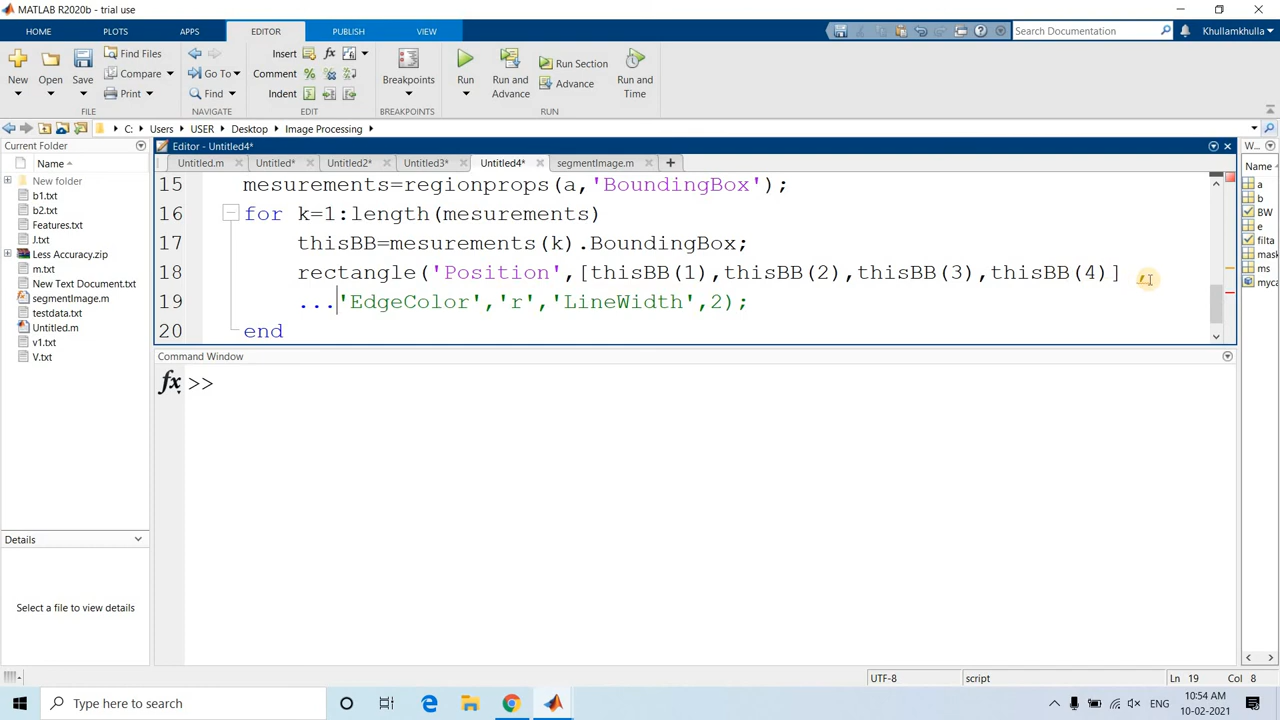 MATLAB R2020b - trial use
HOME PLOTS APPS EDITOR PUBLISH VIEW Search Documentation Khullamkhulla
New Open Save Find Files Compare Print Go To Find Insert fx Comment % Indent Breakpoints Run Run and Advance Run Section Advance Run and Time
FILE NAVIGATE EDIT BREAKPOINTS RUN
C: Users USER Desktop Image Processing
Current Folder Editor - Untitled4* W...
Name Untitled.m Untitled* Untitled2* Untitled3* Untitled4* segmentImage.m + Name
New folder
b1.txt
b2.txt
Features.txt
J.txt
Less Accuracy.zip
m.txt
New Text Document.txt
segmentImage.m
testdata.txt
Untitled.m
v1.txt
V.txt
15 mesurements=regionprops(a,'BoundingBox');
16 for k=1:length(mesurements)
17 thisBB=mesurements(k).BoundingBox;
18 rectangle('Position',[thisBB(1),thisBB(2),thisBB(3),thisBB(4)] ,
19 ...'EdgeColor','r','LineWidth',2);
20 end
a
b
BW
e
filta
mask
ms
myca
Command Window
fx >>
Details
Select a file to view details
UTF-8 script Ln 19 Col 8
Type here to search ENG 10:54 AM
10-02-2021